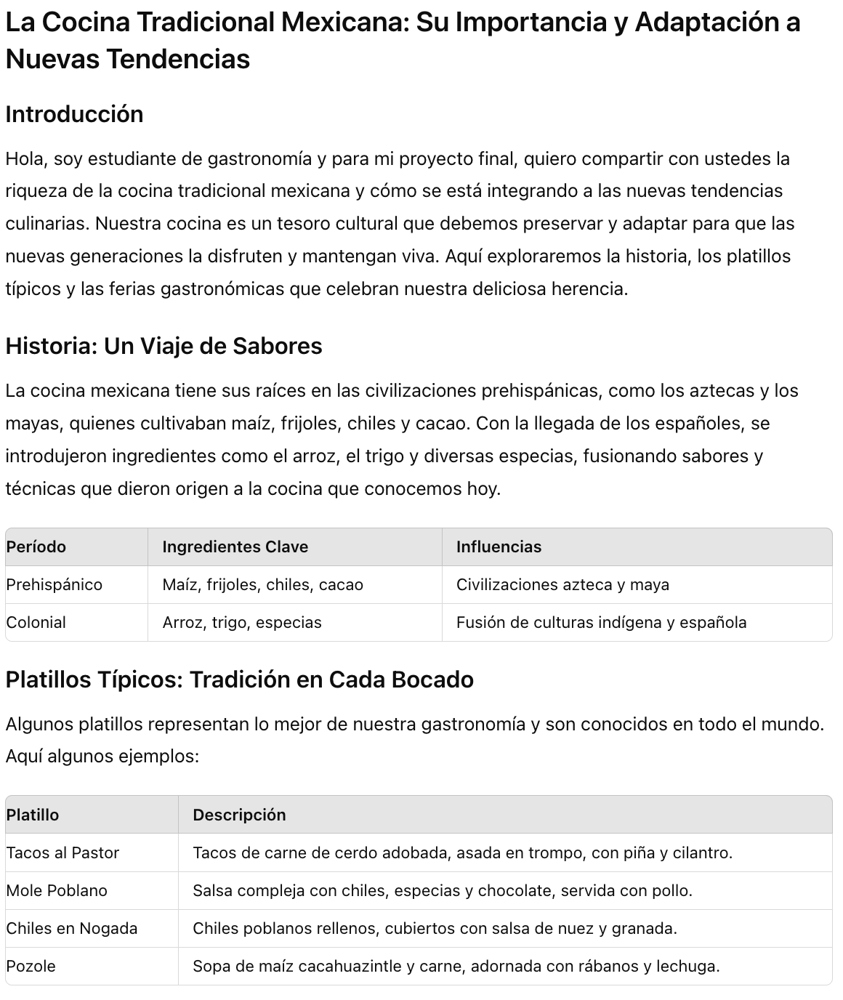 La Cocina Tradicional Mexicana: Su Importancia y Adaptación a
Nuevas Tendencias
Introducción
Hola, soy estudiante de gastronomía y para mi proyecto final, quiero compartir con ustedes la
riqueza de la cocina tradicional mexicana y cómo se está integrando a las nuevas tendencias
culinarias. Nuestra cocina es un tesoro cultural que debemos preservar y adaptar para que las
nuevas generaciones la disfruten y mantengan viva. Aquí exploraremos la historia, los platillos
típicos y las ferias gastronómicas que celebran nuestra deliciosa herencia.
Historia: Un Viaje de Sabores
La cocina mexicana tiene sus raíces en las civilizaciones prehispánicas, como los aztecas y los
mayas, quienes cultivaban maíz, frijoles, chiles y cacao. Con la llegada de los españoles, se
introdujeron ingredientes como el arroz, el trigo y diversas especias, fusionando sabores y
técnicas que dieron origen a la cocina que conocemos hoy.
Período Ingredientes Clave Influencias
Prehispánico Maíz, frijoles, chiles, cacao Civilizaciones azteca y maya
Colonial Arroz, trigo, especias Fusión de culturas indígena y española
Platillos Típicos: Tradición en Cada Bocado
Algunos platillos representan lo mejor de nuestra gastronomía y son conocidos en todo el mundo.
Aquí algunos ejemplos:
Platillo Descripción
Tacos al Pastor Tacos de carne de cerdo adobada, asada en trompo, con piña y cilantro.
Mole Poblano Salsa compleja con chiles, especias y chocolate, servida con pollo.
Chiles en Nogada Chiles poblanos rellenos, cubiertos con salsa de nuez y granada.
Pozole Sopa de maíz cacahuazintle y carne, adornada con rábanos y lechuga.